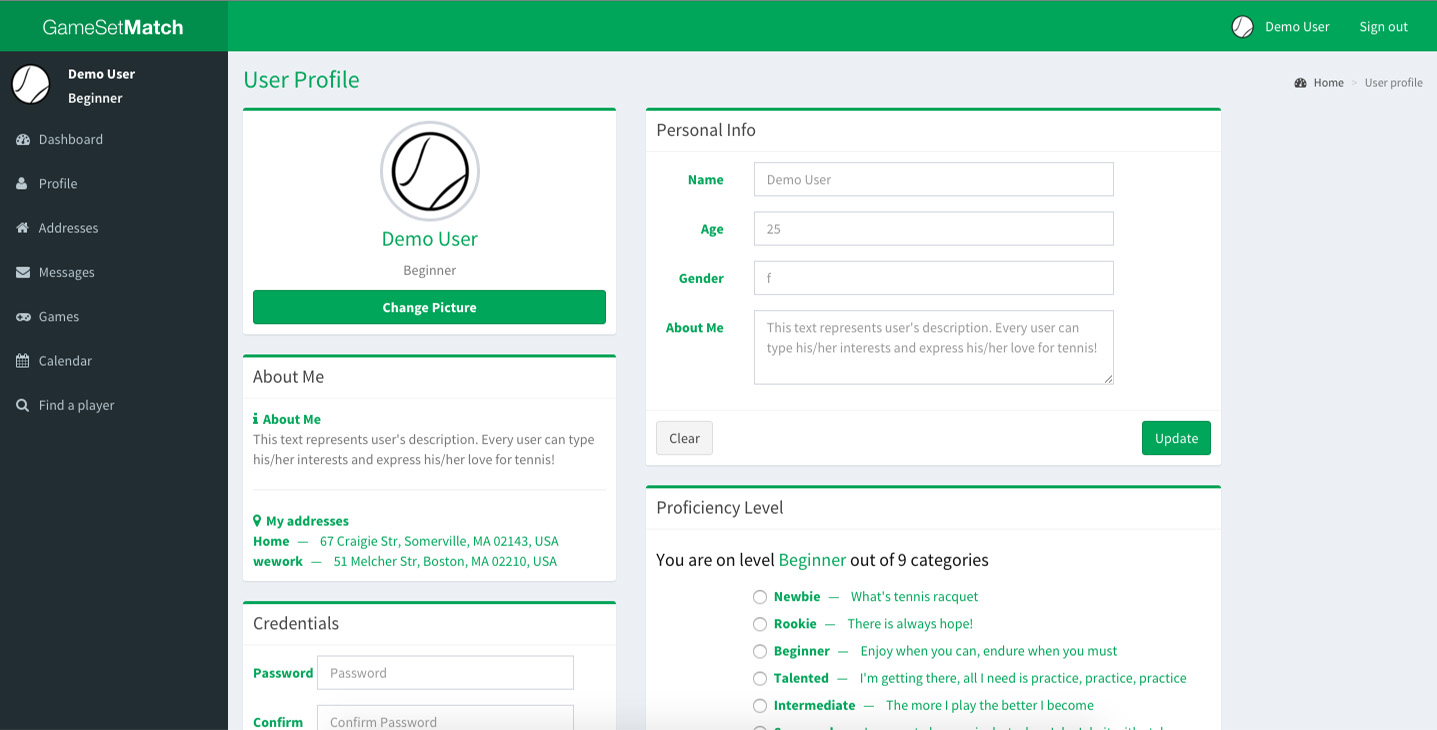 GameSetMatch
Demo User
Sign out
Demo User
Beginner
Dashboard
Profile
Addresses
Messages
Games
Calendar
Find a player
User Profile
Home > User profile
Demo User
Beginner
Change Picture
About Me
About Me
This text represents user's description. Every user can type
his/her interests and express his/her love for tennis!
My addresses
Home — 67 Craigie Str, Somerville, MA 02143, USA
wework — 51 Melcher Str, Boston, MA 02210, USA
Credentials
Password Password
Confirm Confirm Password
Personal Info
Name Demo User
Age 25
Gender f
About Me This text represents user's description. Every user can
type his/her interests and express his/her love for tennis!
Clear
Update
Proficiency Level
You are on level Beginner out of 9 categories
Newbie — What's tennis racquet
Rookie — There is always hope!
Beginner — Enjoy when you can, endure when you must
Talented — I'm getting there, all I need is practice, practice, practice
Intermediate — The more I play the better I become